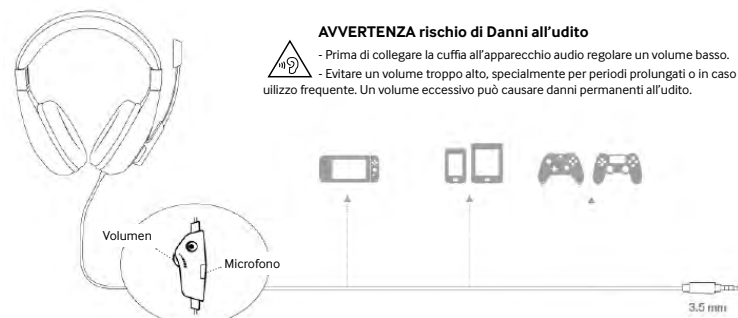 AVVERTENZA rischio di Danni all'udito
- Prima di collegare la cuffia all'apparecchio audio regolare un volume basso.
- Evitare un volume troppo alto, specialmente per periodi prolungati o in caso
uilizzo frequente. Un volume eccessivo può causare danni permanenti all'udito.
Volumen
Microfono
3.5 mm